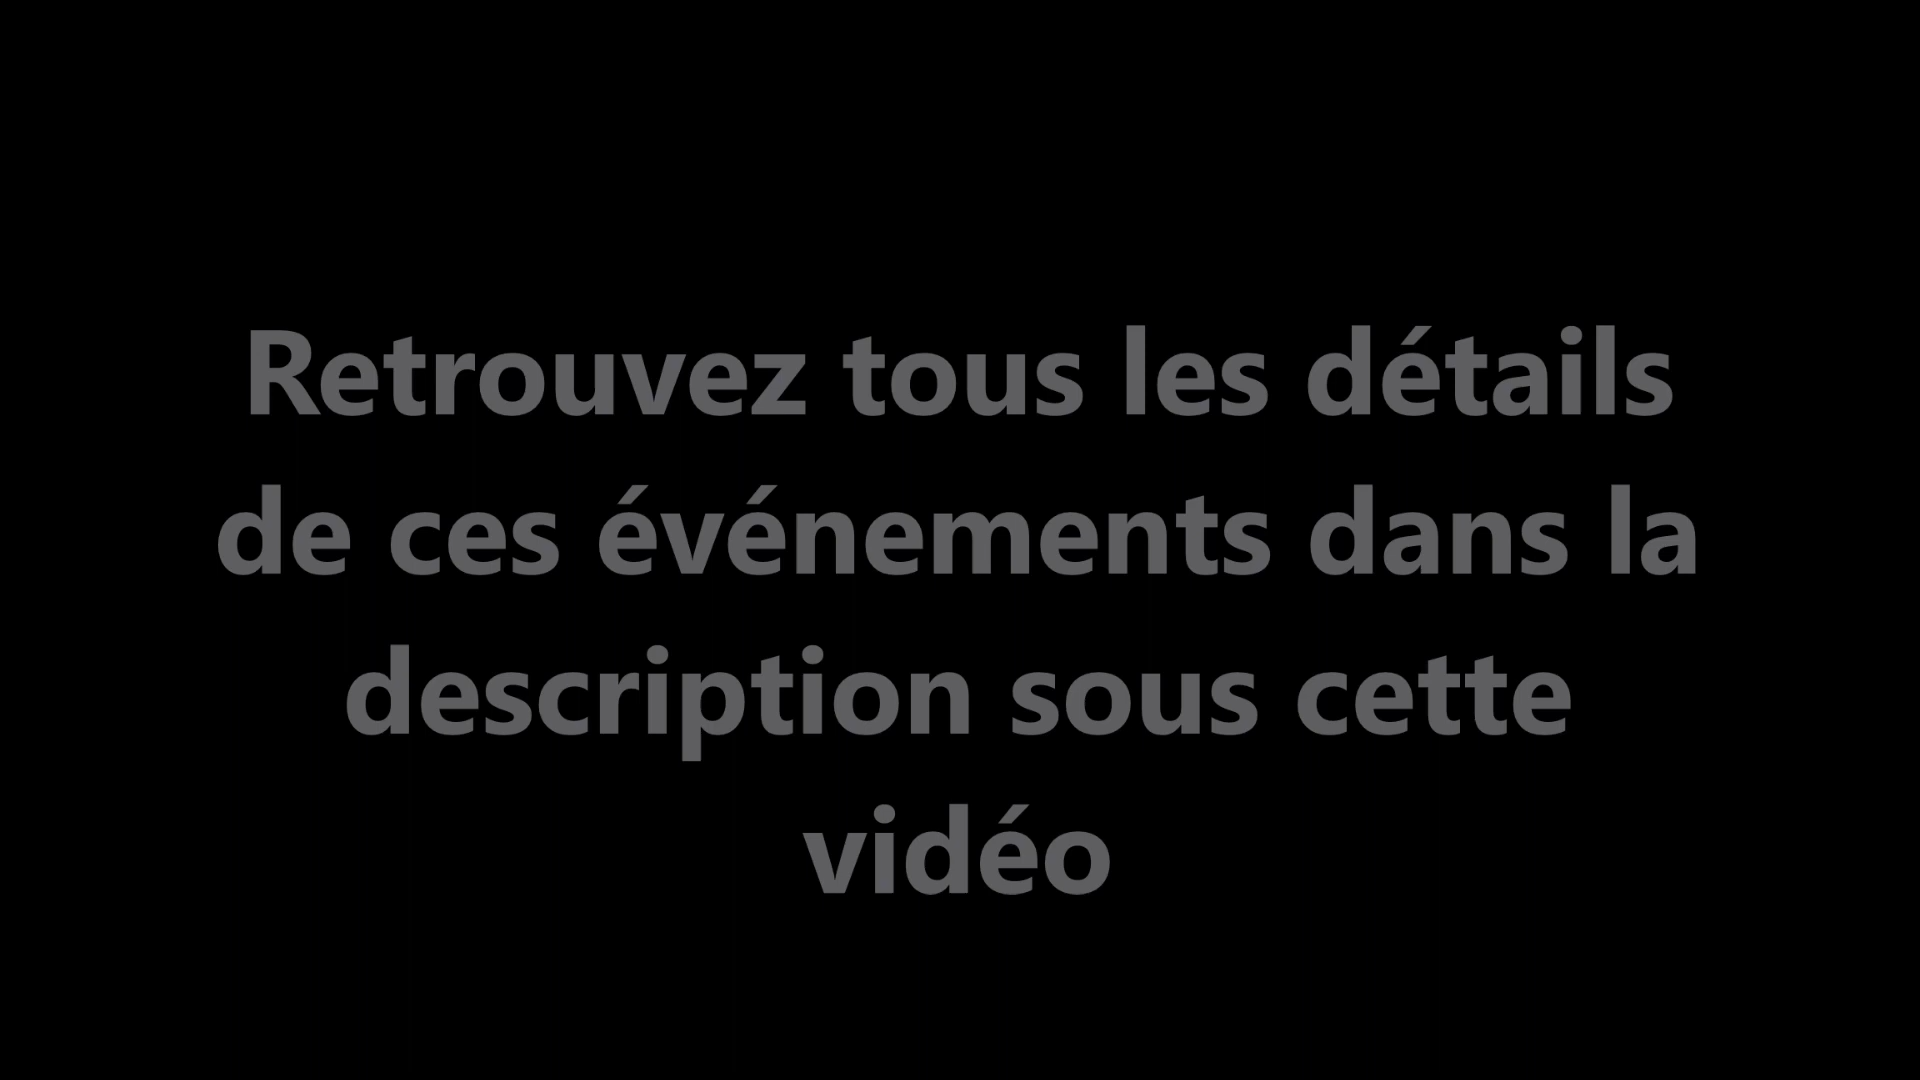 Retrouvez tous les détails
de ces événements dans la
description sous cette
vidéo